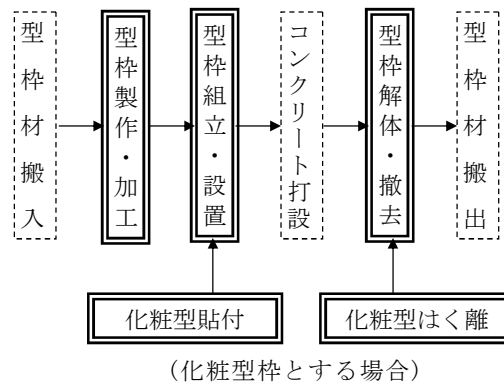 型枠材搬入
型枠製作・加工
型枠組立・設置
コンクリート打設
型枠解体・撤去
型枠材搬出
化粧型貼付
化粧型はく離
（化粧型枠とする場合）